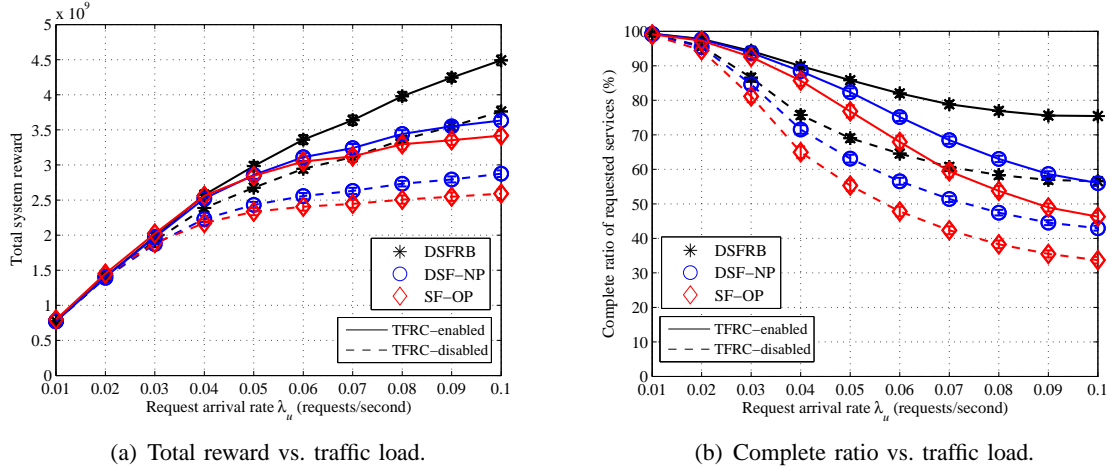 x 10^9
5
4.5
4
3.5
3
2.5
2
1.5
1
0.5
0
Total system reward
DSFRB
DSF−NP
SF−OP
TFRC−enabled
TFRC−disabled
0.01 0.02 0.03 0.04 0.05 0.06 0.07 0.08 0.09 0.1
Request arrival rate λ_u (requests/second)
(a) Total reward vs. traffic load.
100
90
80
70
60
50
40
30
20
10
0
Complete ratio of requested services (%)
DSFRB
DSF−NP
SF−OP
TFRC−enabled
TFRC−disabled
0.01 0.02 0.03 0.04 0.05 0.06 0.07 0.08 0.09 0.1
Request arrival rate λ_u (requests/second)
(b) Complete ratio vs. traffic load.